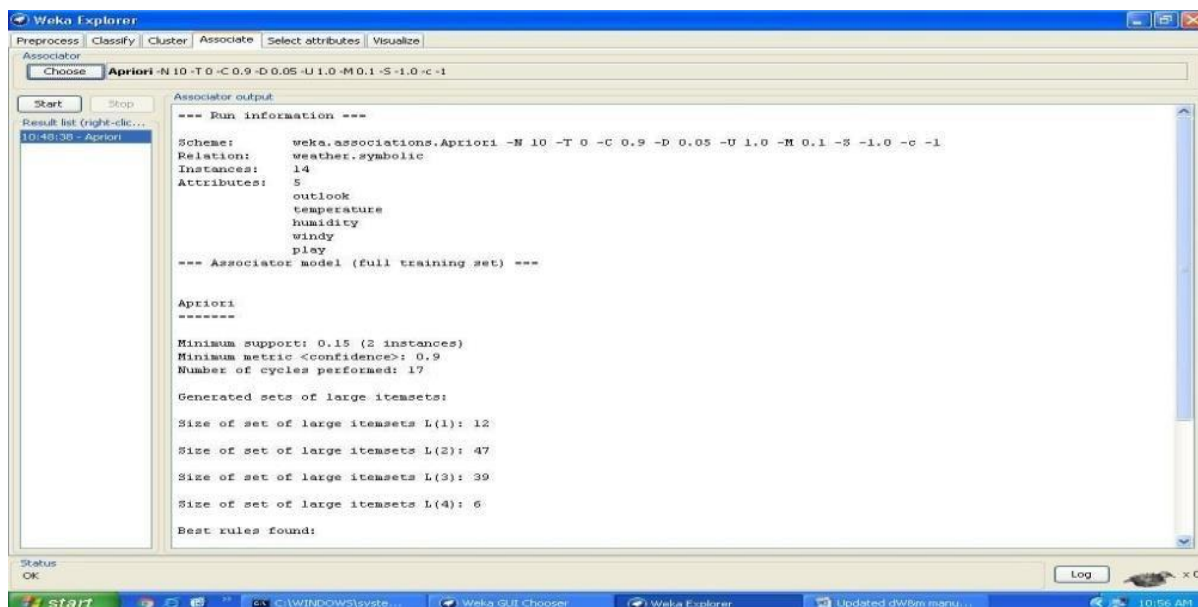 Weka Explorer
Preprocess Classify Cluster Associate Select attributes Visualize
Associator
Choose Apriori -N 10 -T 0 -C 0.9 -D 0.05 -U 1.0 -M 0.1 -S -1.0 -c -1
Start Stop
Result list (right-clic...
10:48:38 - Apriori
Associator output
=== Run information ===
Scheme: weka.associations.Apriori -N 10 -T 0 -C 0.9 -D 0.05 -U 1.0 -M 0.1 -S -1.0 -c -1
Relation: weather.symbolic
Instances: 14
Attributes: 5
outlook
temperature
humidity
windy
play
=== Associator model (full training set) ===
Apriori
=======
Minimum support: 0.15 (2 instances)
Minimum metric <confidence>: 0.9
Number of cycles performed: 17
Generated sets of large itemsets:
Size of set of large itemsets L(1): 12
Size of set of large itemsets L(2): 47
Size of set of large itemsets L(3): 39
Size of set of large itemsets L(4): 6
Best rules found:
Status
OK
Log x 0
start C:\WINDOWS\syste... Weka GUI Chooser Weka Explorer Updated dW&m manu... 10:56 AM